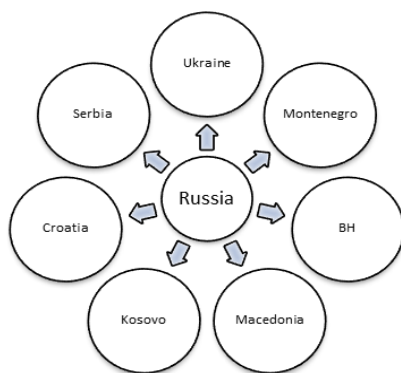 Ukraine
Serbia
Montenegro
Russia
Croatia
BH
Kosovo
Macedonia